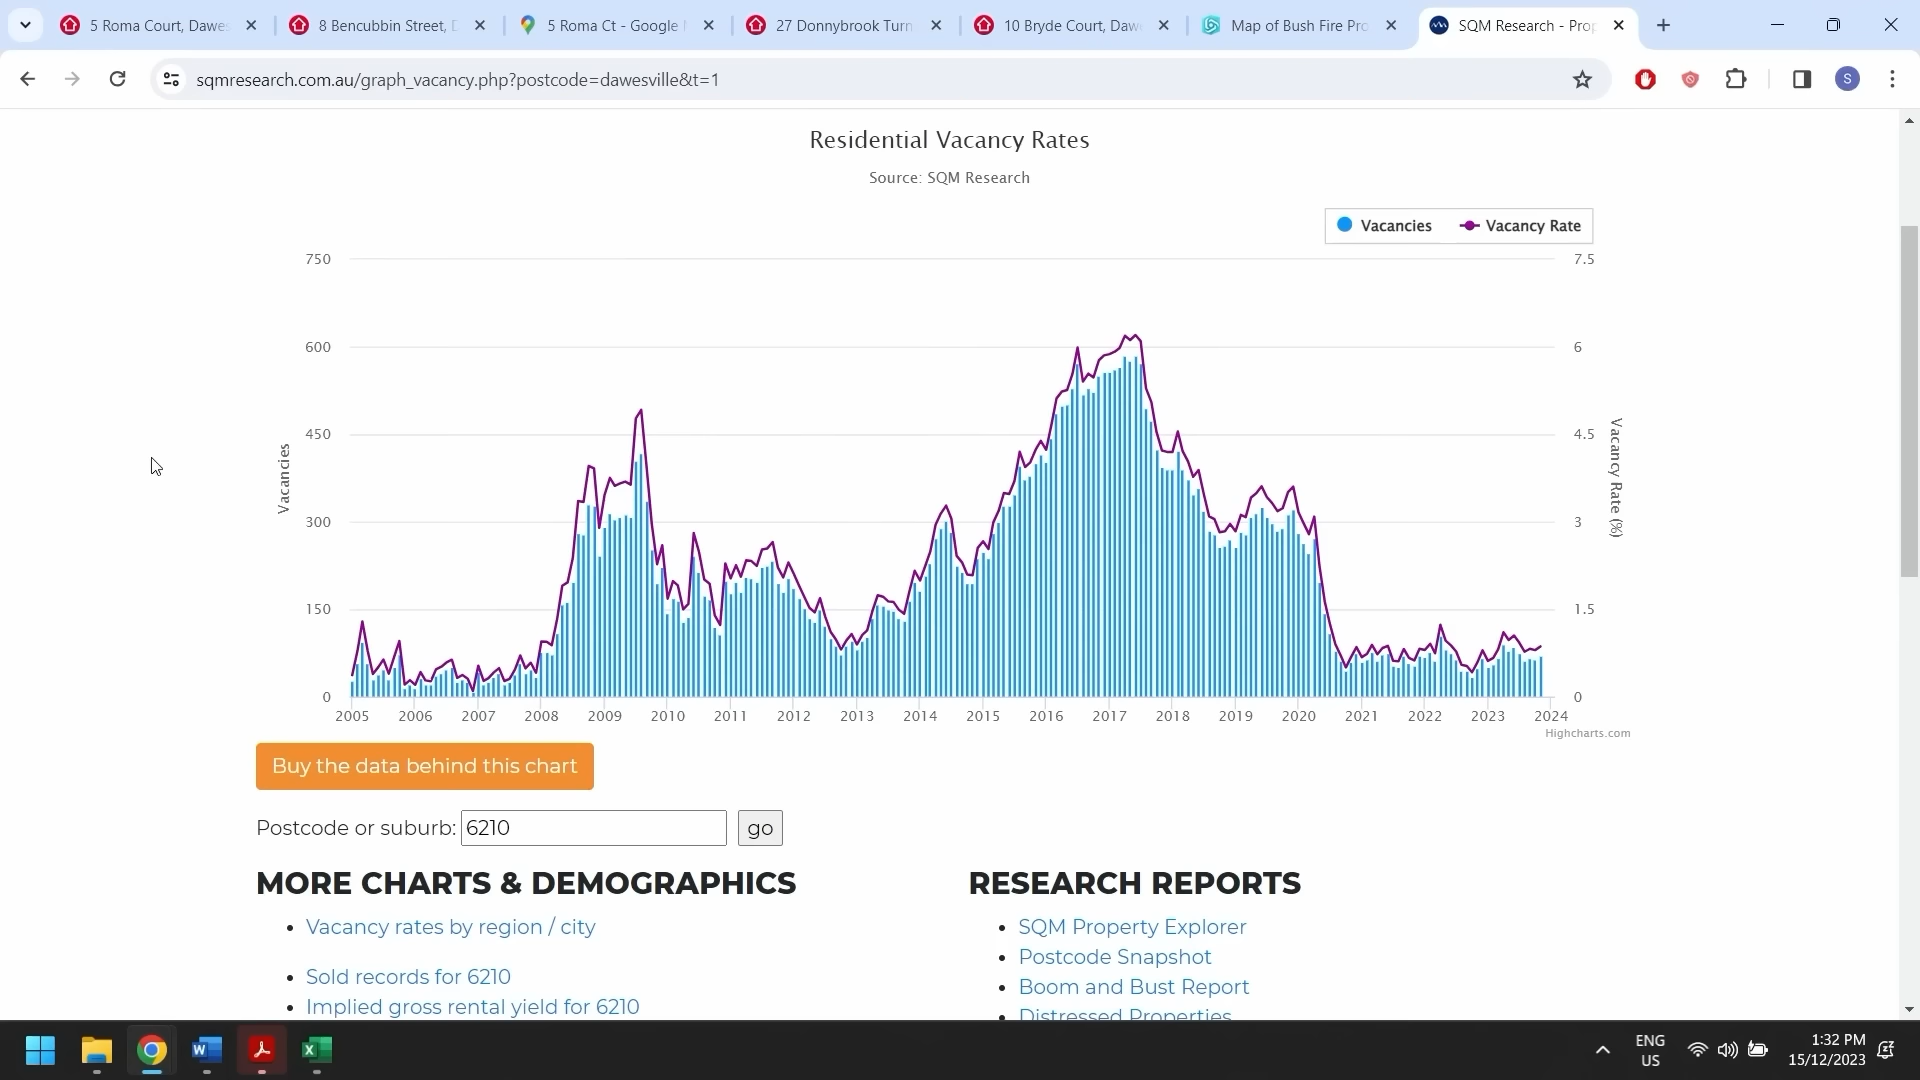 5 Roma Court, Dawes
8 Bencubbin Street, D
5 Roma Ct - Google M
27 Donnybrook Turn
10 Bryde Court, Daw
Map of Bush Fire Pro
SQM Research - Prop
sqmresearch.com.au/graph_vacancy.php?postcode=dawesville&t=1
S
Residential Vacancy Rates
Source: SQM Research
Vacancies
Vacancy Rate
750
600
450
300
150
0
Vacancies
7.5
6
4.5
3
1.5
0
Vacancy Rate (%)
2005 2006 2007 2008 2009 2010 2011 2012 2013 2014 2015 2016 2017 2018 2019 2020 2021 2022 2023 2024
Highcharts.com
Buy the data behind this chart
Postcode or suburb: 6210 go
MORE CHARTS & DEMOGRAPHICS
• Vacancy rates by region / city
• Sold records for 6210
• Implied gross rental yield for 6210
RESEARCH REPORTS
• SQM Property Explorer
• Postcode Snapshot
• Boom and Bust Report
• Distressed Properties
ENG
US
1:32 PM
15/12/2023